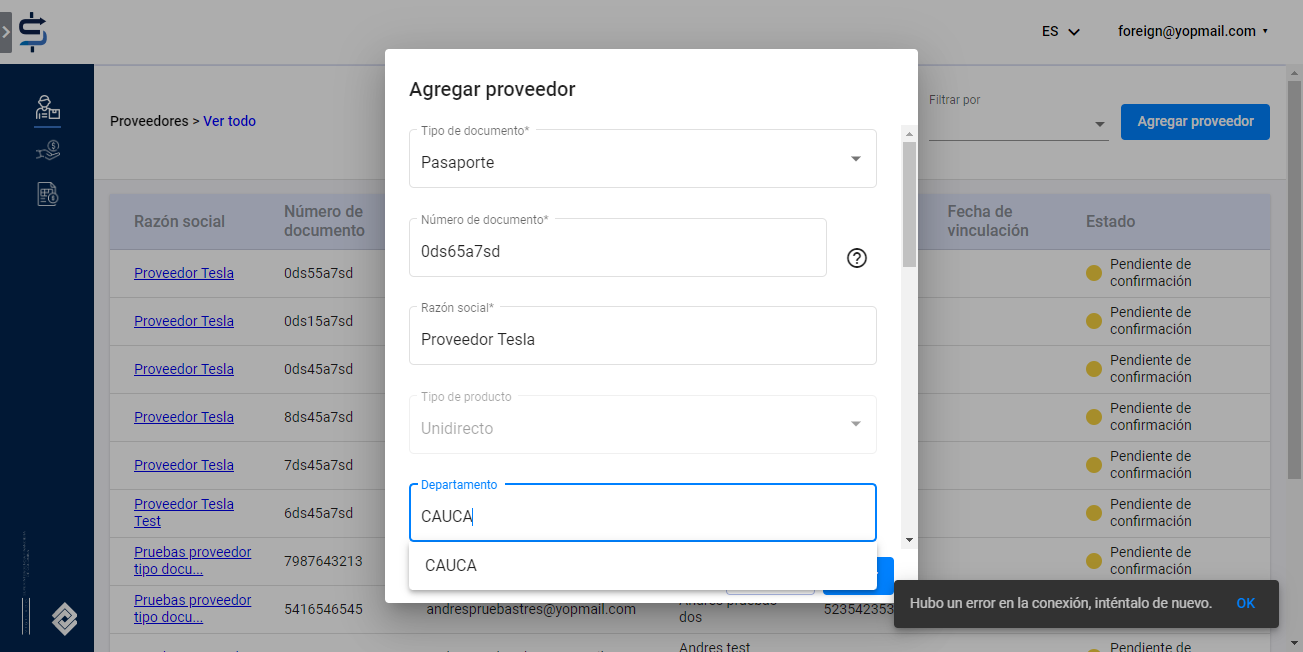 ES
foreign@yopmail.com
Proveedores > Ver todo
Filtrar por
Agregar proveedor
Razón social
Número de
documento
Fecha de
vinculación
Estado
Proveedor Tesla
0ds55a7sd
Pendiente de
confirmación
Proveedor Tesla
0ds15a7sd
Pendiente de
confirmación
Proveedor Tesla
0ds45a7sd
Pendiente de
confirmación
Proveedor Tesla
8ds45a7sd
Pendiente de
confirmación
Proveedor Tesla
7ds45a7sd
Pendiente de
confirmación
Proveedor Tesla
Test
6ds45a7sd
Pendiente de
confirmación
Pruebas proveedor
tipo docu...
7987643213
Pendiente de
confirmación
Pruebas proveedor
tipo docu...
5416546545
andrespruebastres@yopmail.com
Andres pruebas
dos
523542353
Andres test
Pendiente de
Agregar proveedor
Tipo de documento*
Pasaporte
Número de documento*
0ds65a7sd
Razón social*
Proveedor Tesla
Tipo de producto
Unidirecto
Departamento
CAUCA
CAUCA
Hubo un error en la conexión, inténtalo de nuevo.
OK